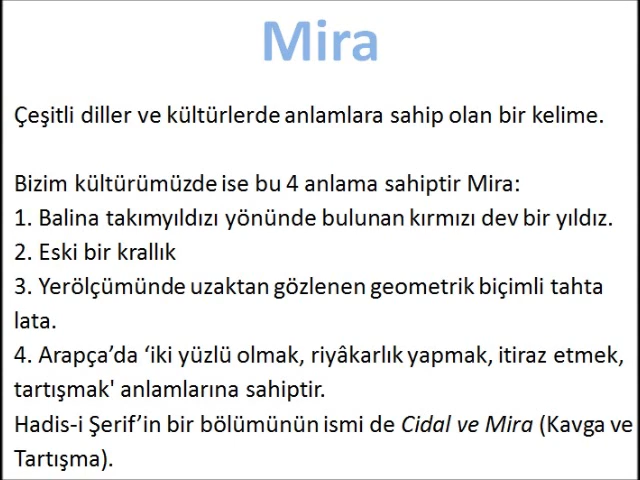 Mira
Çeşitli diller ve kültürlerde anlamlara sahip olan bir kelime.
Bizim kültürümüzde ise bu 4 anlama sahiptir Mira:
1. Balina takımyıldızı yönünde bulunan kırmızı dev bir yıldız.
2. Eski bir krallık
3. Yerölçümünde uzaktan gözlenen geometrik biçimli tahta
lata.
4. Arapça’da ‘iki yüzlü olmak, riyâkarlık yapmak, itiraz etmek,
tartışmak' anlamlarına sahiptir.
Hadis-i Şerif’in bir bölümünün ismi de Cidal ve Mira (Kavga ve
Tartışma).